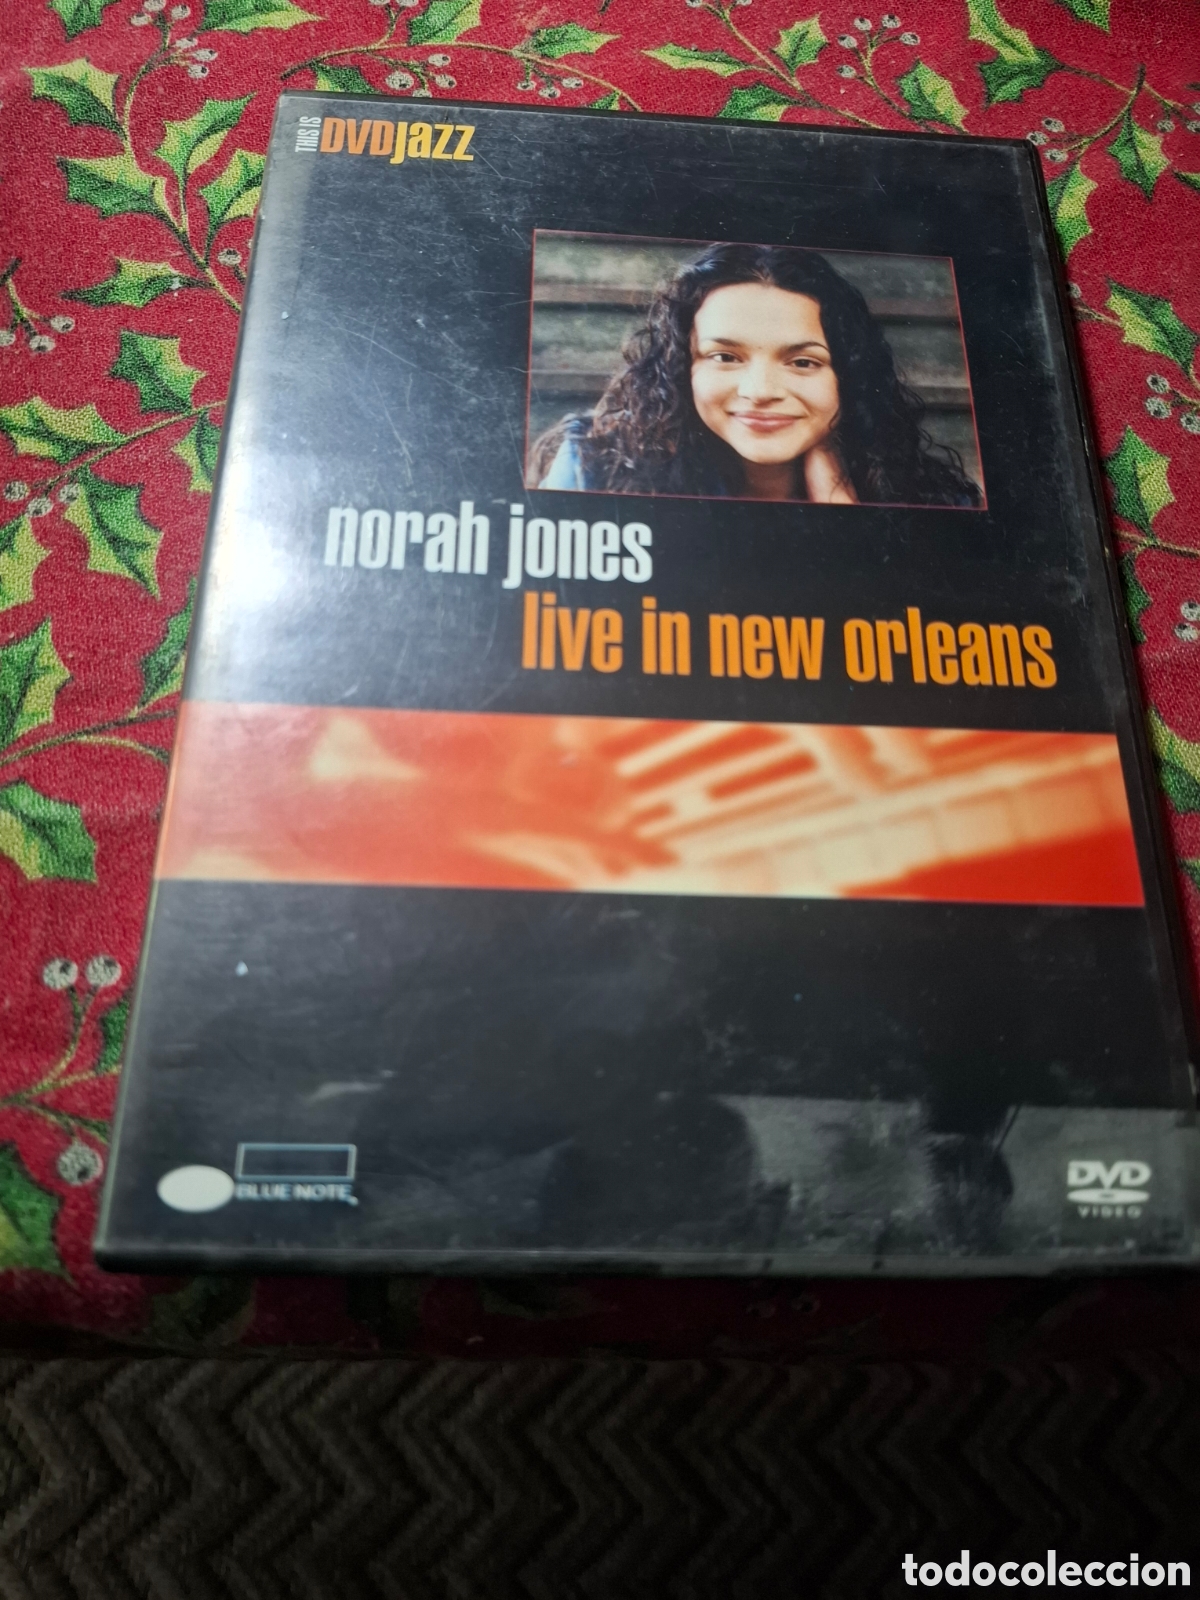 THIS IS DVDJazz
norah jones
live in new orleans
BLUE NOTE
DVD
VIDEO
todocoleccion